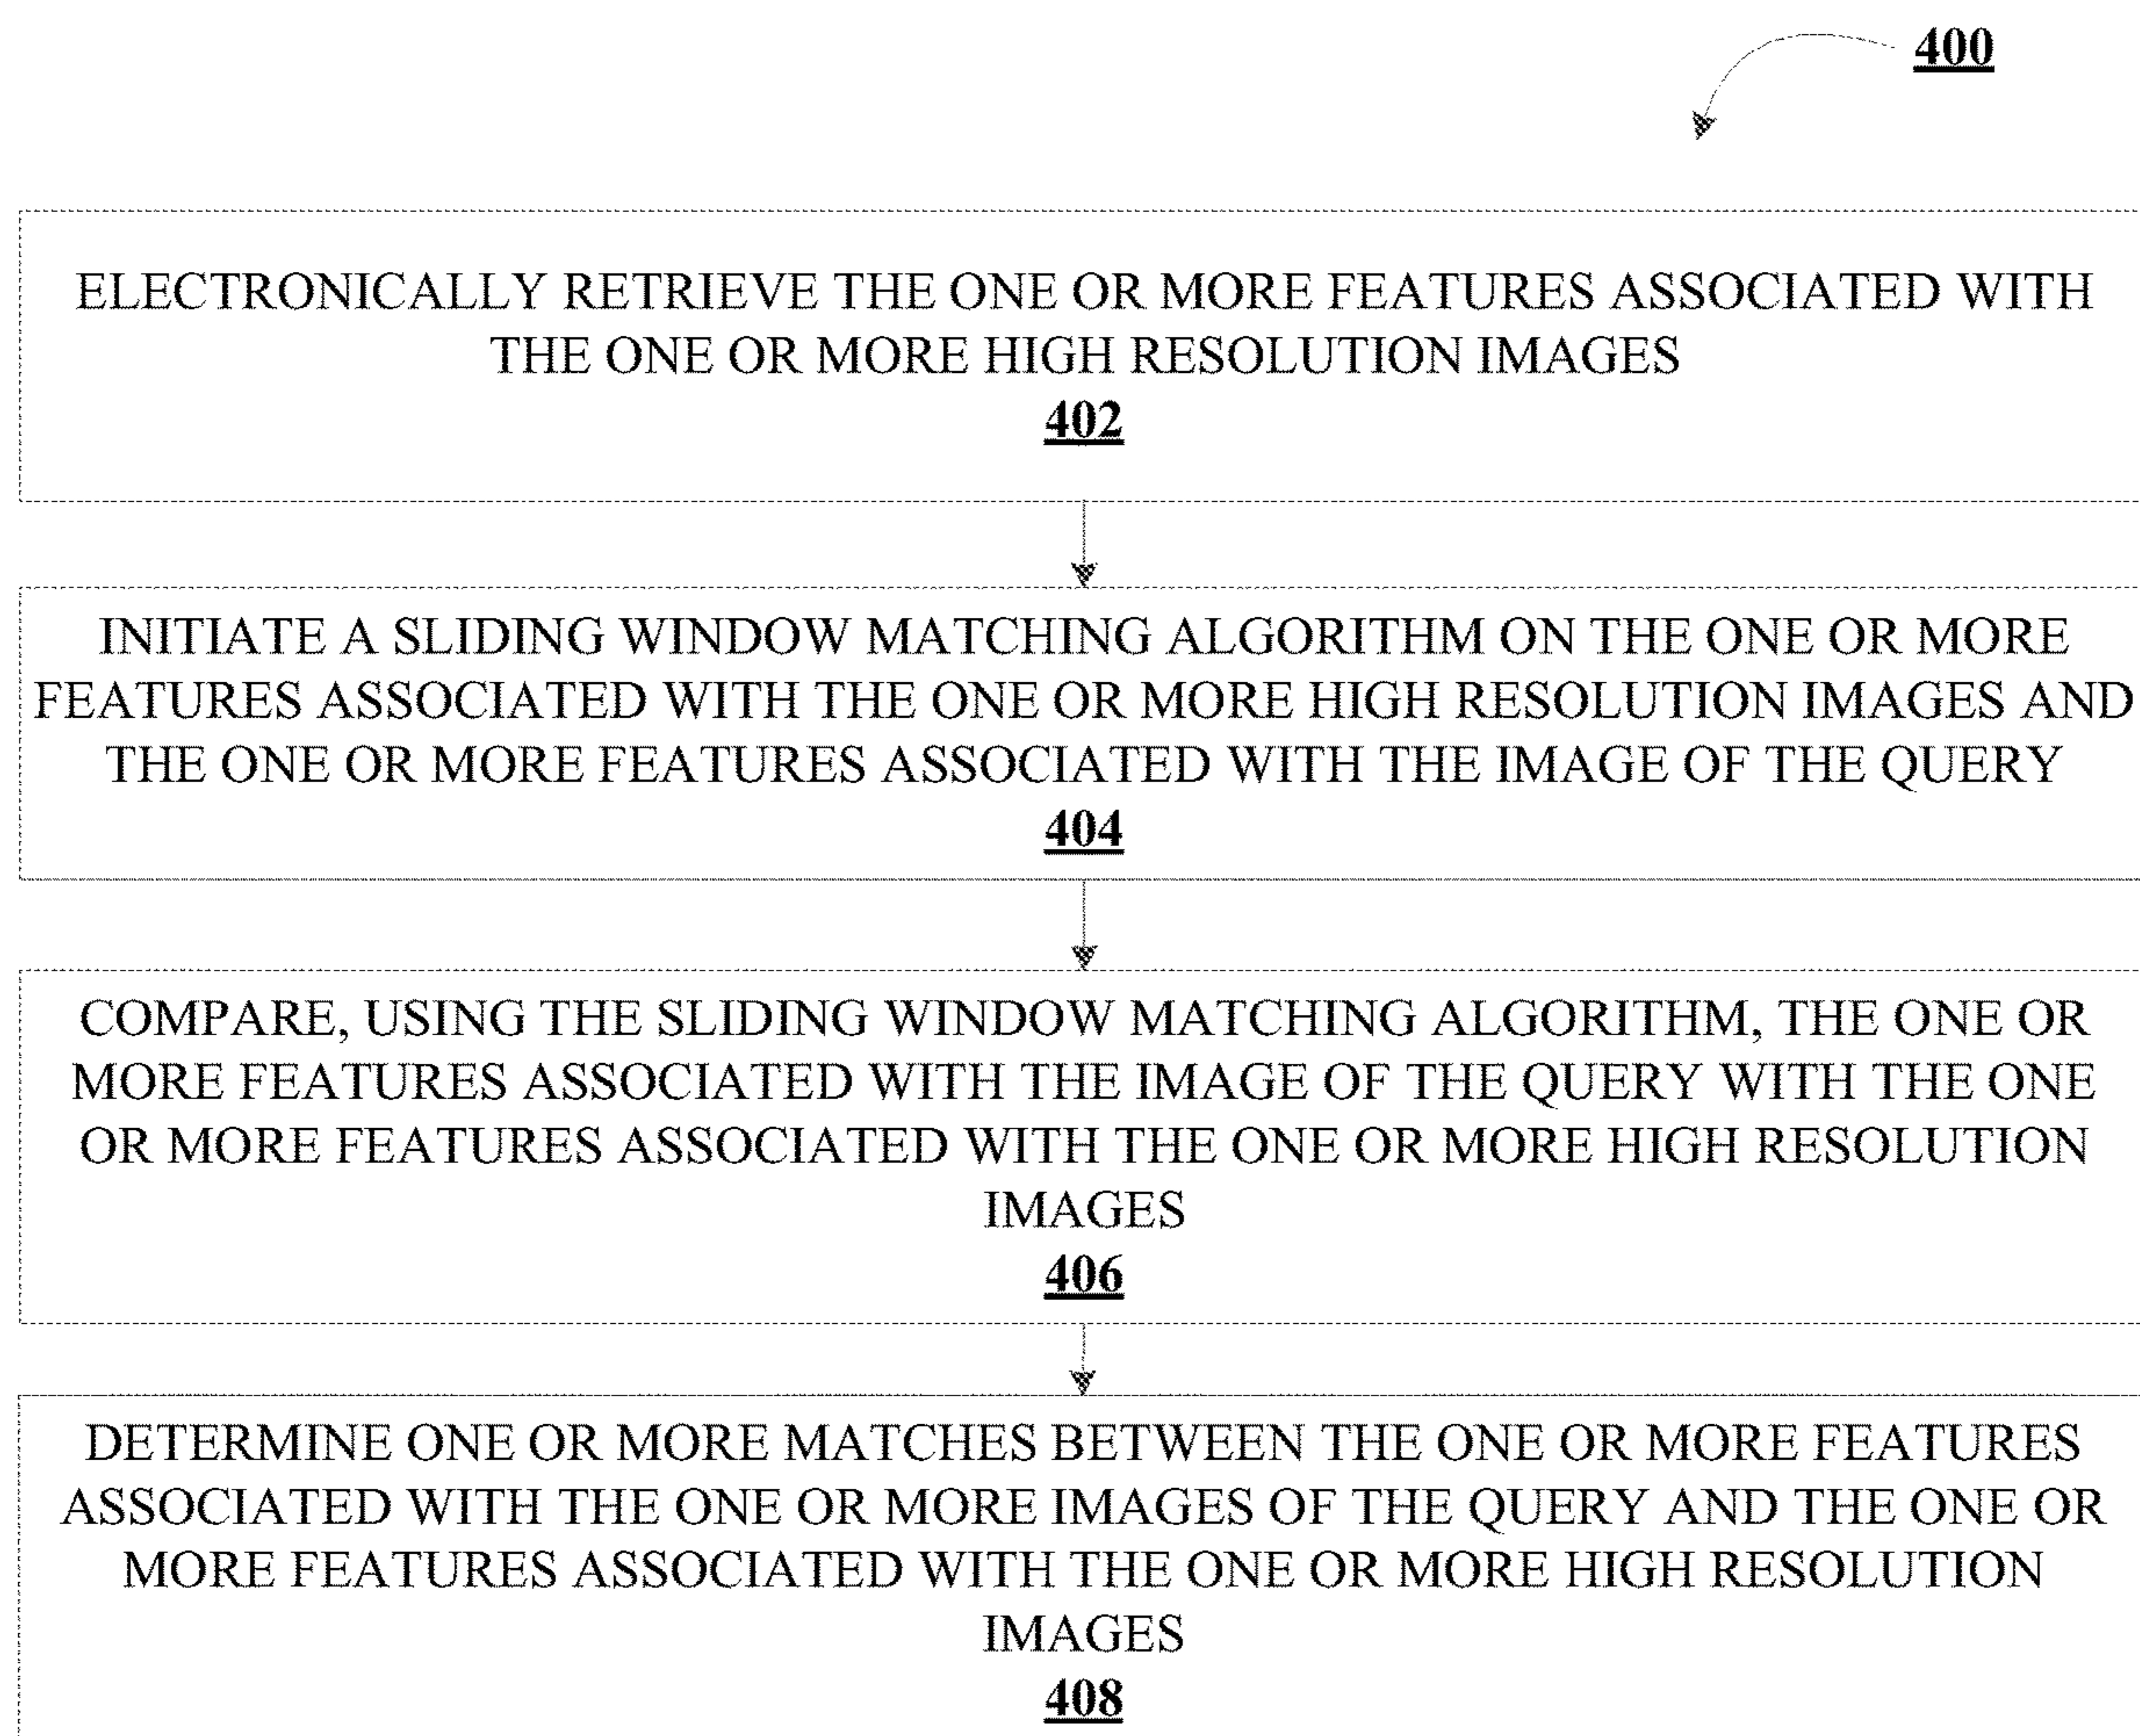 400
ELECTRONICALLY RETRIEVE THE ONE OR MORE FEATURES ASSOCIATED WITH
THE ONE OR MORE HIGH RESOLUTION IMAGES
402
INITIATE A SLIDING WINDOW MATCHING ALGORITHM ON THE ONE OR MORE
FEATURES ASSOCIATED WITH THE ONE OR MORE HIGH RESOLUTION IMAGES AND
THE ONE OR MORE FEATURES ASSOCIATED WITH THE IMAGE OF THE QUERY
404
COMPARE, USING THE SLIDING WINDOW MATCHING ALGORITHM, THE ONE OR
MORE FEATURES ASSOCIATED WITH THE IMAGE OF THE QUERY WITH THE ONE
OR MORE FEATURES ASSOCIATED WITH THE ONE OR MORE HIGH RESOLUTION
IMAGES
406
DETERMINE ONE OR MORE MATCHES BETWEEN THE ONE OR MORE FEATURES
ASSOCIATED WITH THE ONE OR MORE IMAGES OF THE QUERY AND THE ONE OR
MORE FEATURES ASSOCIATED WITH THE ONE OR MORE HIGH RESOLUTION
IMAGES
408